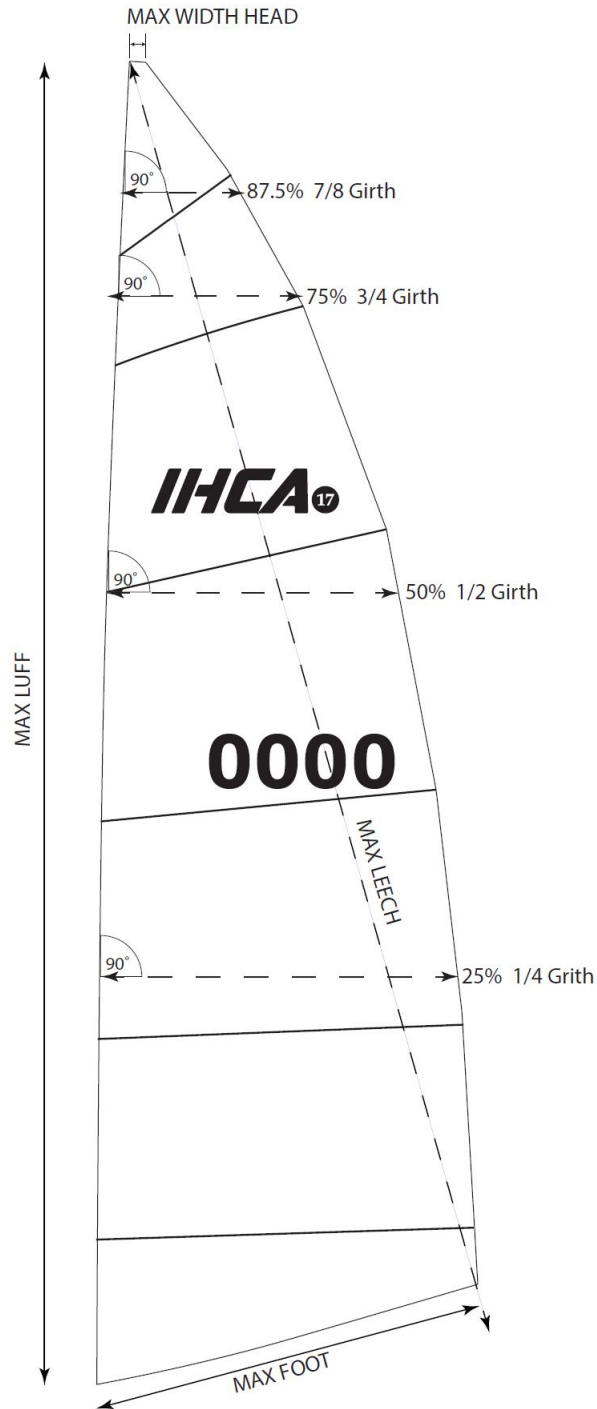 MAX WIDTH HEAD
90°
87.5% 7/8 Girth
90°
75% 3/4 Girth
IHCA 17
90°
50% 1/2 Girth
MAX LUFF
0000
MAX LEECH
90°
25% 1/4 Grith
MAX FOOT